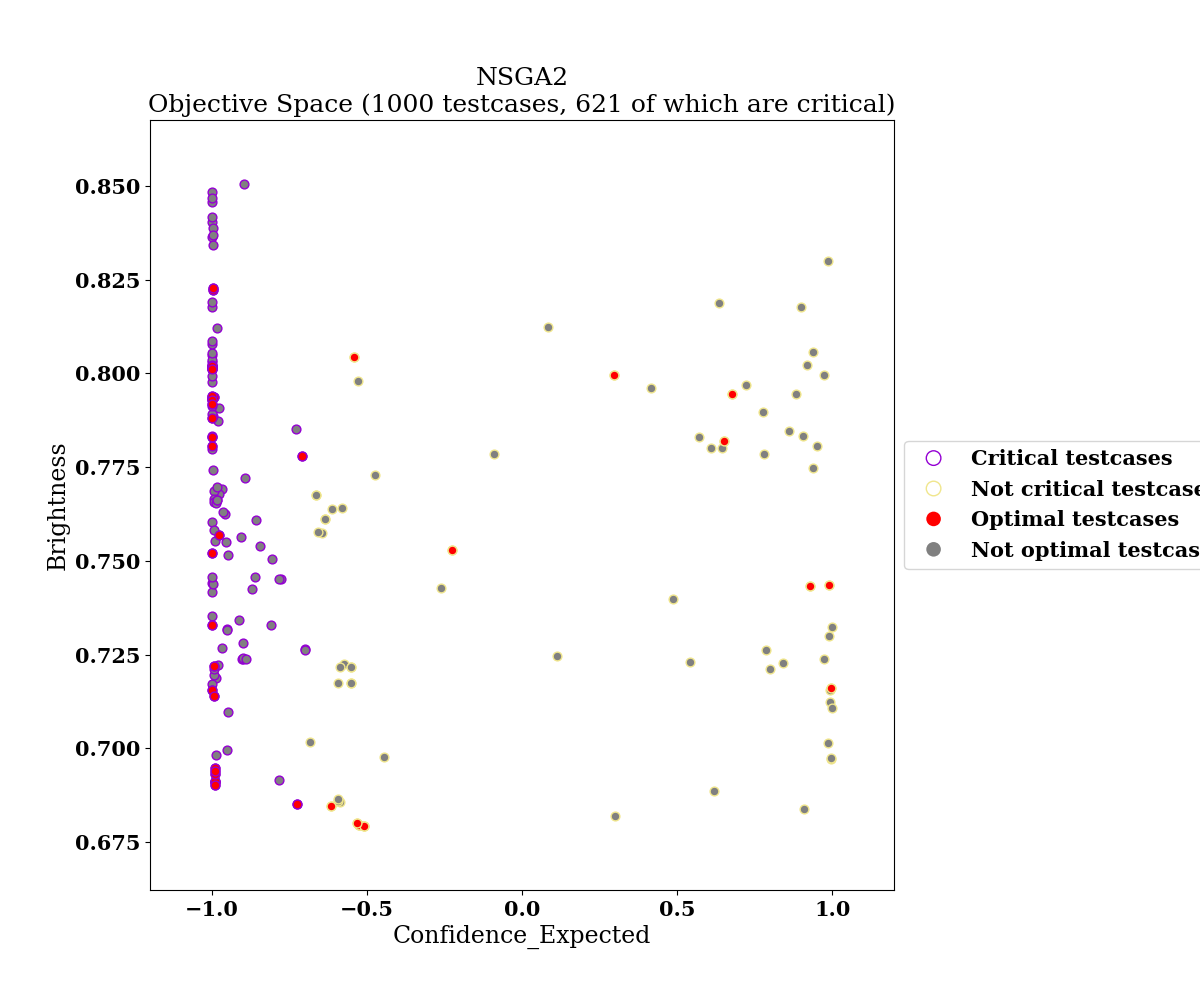 NSGA2
Objective Space (1000 testcases, 621 of which are critical)
0.850
0.825
0.800
0.775
0.750
0.725
0.700
0.675
Brightness
−1.0
−0.5
0.0
0.5
1.0
Confidence_Expected
Critical testcases
Not critical testcase
Optimal testcases
Not optimal testcas